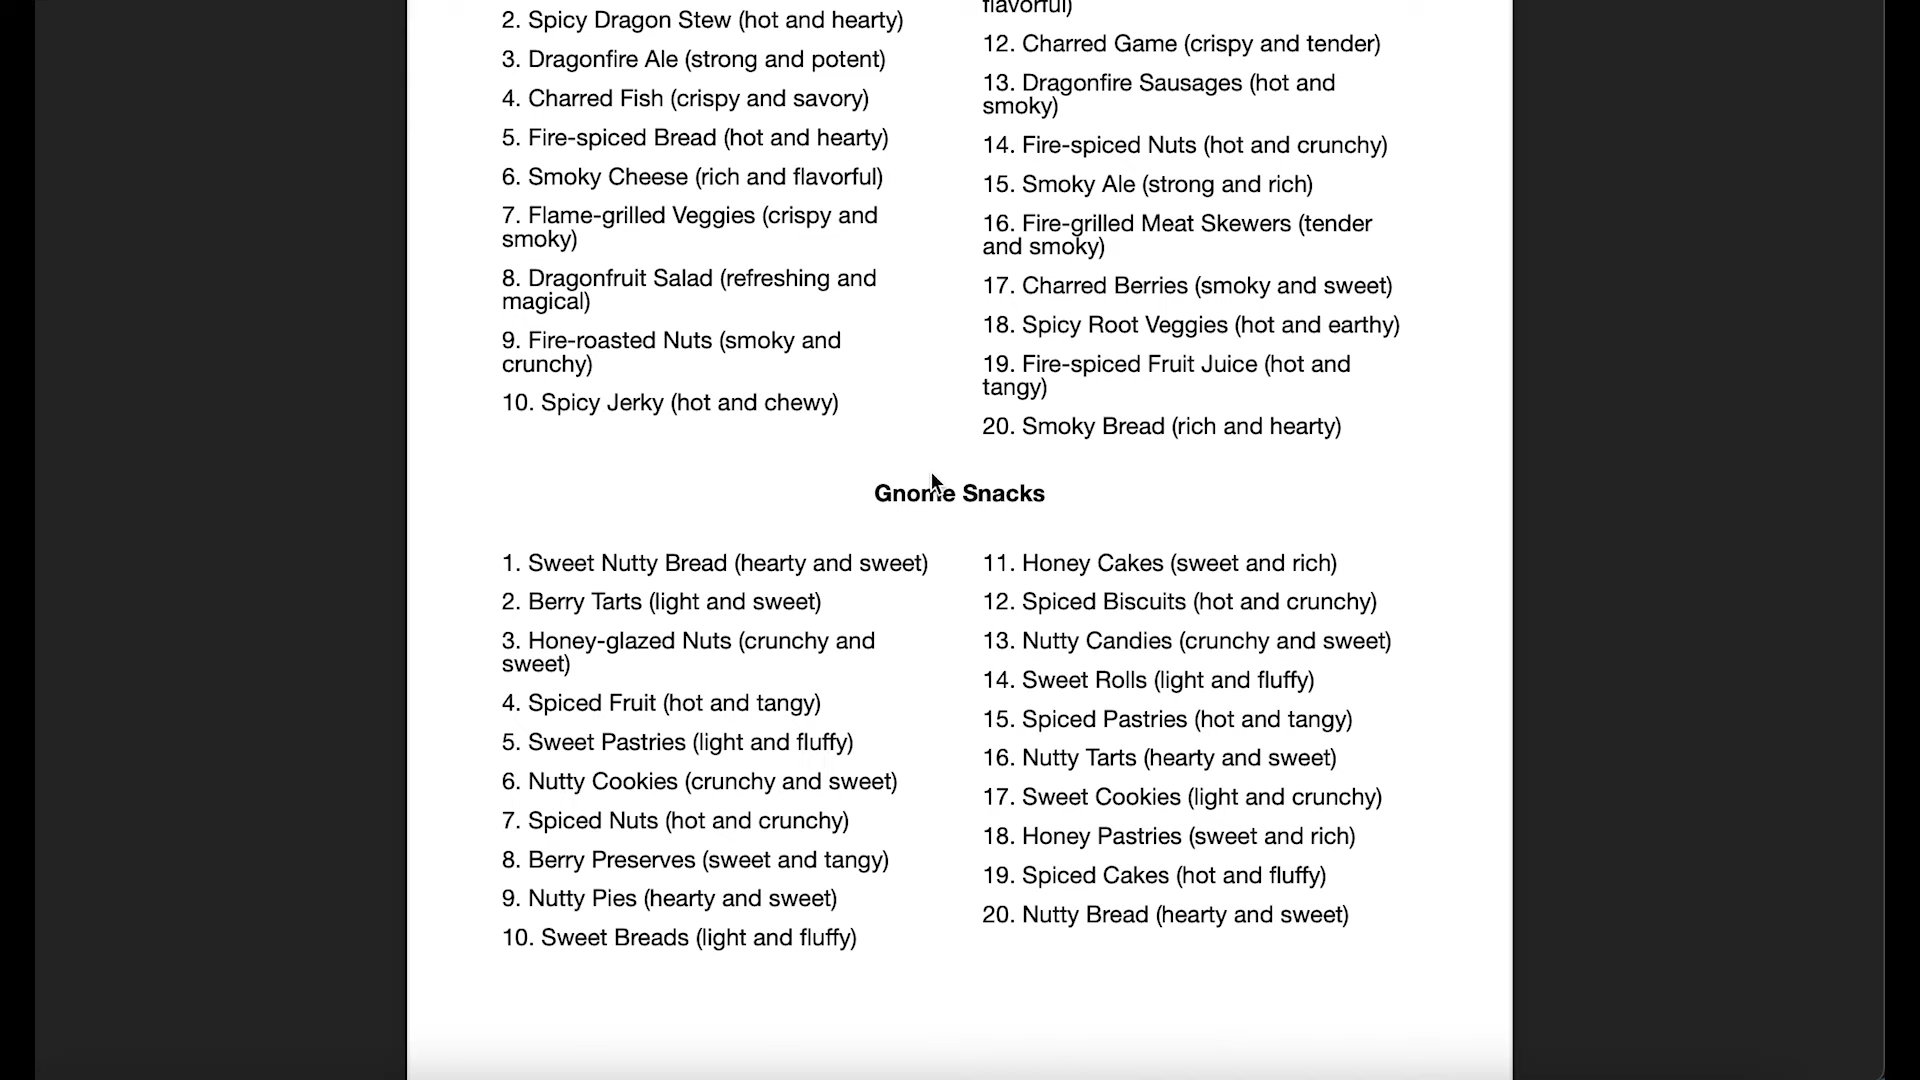 2. Spicy Dragon Stew (hot and hearty)
3. Dragonfire Ale (strong and potent)
4. Charred Fish (crispy and savory)
5. Fire-spiced Bread (hot and hearty)
6. Smoky Cheese (rich and flavorful)
7. Flame-grilled Veggies (crispy and
smoky)
8. Dragonfruit Salad (refreshing and
magical)
9. Fire-roasted Nuts (smoky and
crunchy)
10. Spicy Jerky (hot and chewy)
flavorful)
12. Charred Game (crispy and tender)
13. Dragonfire Sausages (hot and
smoky)
14. Fire-spiced Nuts (hot and crunchy)
15. Smoky Ale (strong and rich)
16. Fire-grilled Meat Skewers (tender
and smoky)
17. Charred Berries (smoky and sweet)
18. Spicy Root Veggies (hot and earthy)
19. Fire-spiced Fruit Juice (hot and
tangy)
20. Smoky Bread (rich and hearty)
Gnome Snacks
1. Sweet Nutty Bread (hearty and sweet)
2. Berry Tarts (light and sweet)
3. Honey-glazed Nuts (crunchy and
sweet)
4. Spiced Fruit (hot and tangy)
5. Sweet Pastries (light and fluffy)
6. Nutty Cookies (crunchy and sweet)
7. Spiced Nuts (hot and crunchy)
8. Berry Preserves (sweet and tangy)
9. Nutty Pies (hearty and sweet)
10. Sweet Breads (light and fluffy)
11. Honey Cakes (sweet and rich)
12. Spiced Biscuits (hot and crunchy)
13. Nutty Candies (crunchy and sweet)
14. Sweet Rolls (light and fluffy)
15. Spiced Pastries (hot and tangy)
16. Nutty Tarts (hearty and sweet)
17. Sweet Cookies (light and crunchy)
18. Honey Pastries (sweet and rich)
19. Spiced Cakes (hot and fluffy)
20. Nutty Bread (hearty and sweet)